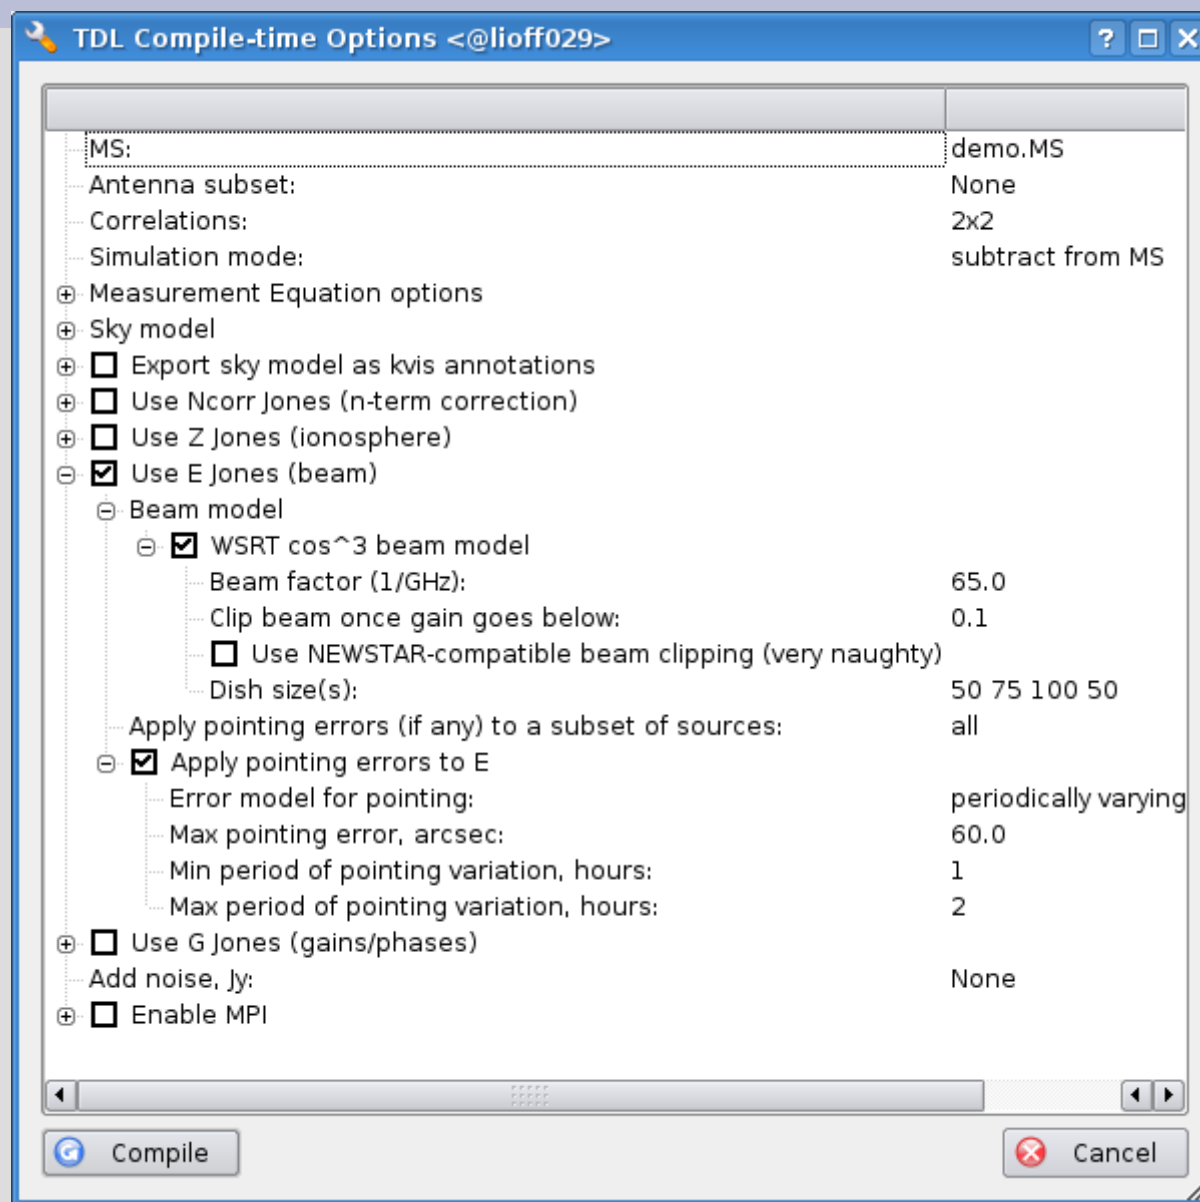 TDL Compile-time Options <@lioff029>
MS: demo.MS
Antenna subset: None
Correlations: 2x2
Simulation mode: subtract from MS
Measurement Equation options
Sky model
Export sky model as kvis annotations
Use Ncorr Jones (n-term correction)
Use Z Jones (ionosphere)
Use E Jones (beam)
Beam model
WSRT cos^3 beam model
Beam factor (1/GHz): 65.0
Clip beam once gain goes below: 0.1
Use NEWSTAR-compatible beam clipping (very naughty)
Dish size(s): 50 75 100 50
Apply pointing errors (if any) to a subset of sources: all
Apply pointing errors to E
Error model for pointing: periodically varying
Max pointing error, arcsec: 60.0
Min period of pointing variation, hours: 1
Max period of pointing variation, hours: 2
Use G Jones (gains/phases)
Add noise, Jy: None
Enable MPI
Compile Cancel